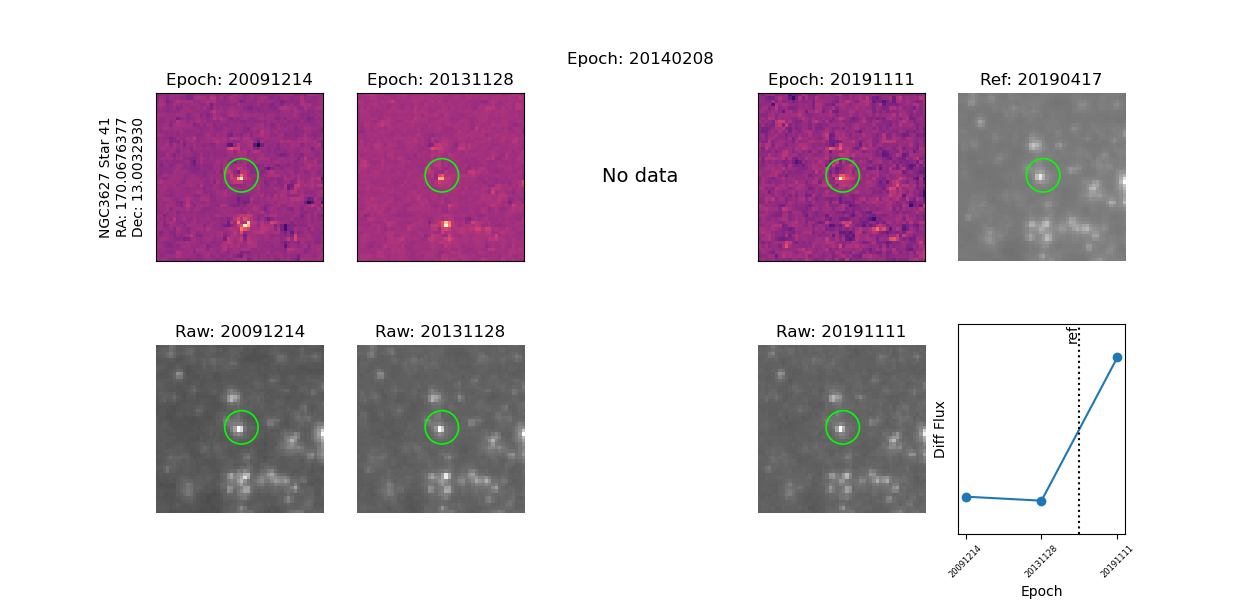 Epoch: 20140208
Epoch: 20091214
Epoch: 20131128
Epoch: 20191111
Ref: 20190417
NGC3627 Star 41
RA: 170.0676377
Dec: 13.0032930
No data
Raw: 20091214
Raw: 20131128
Raw: 20191111
ref
Diff Flux
20091214
20131128
20191111
Epoch